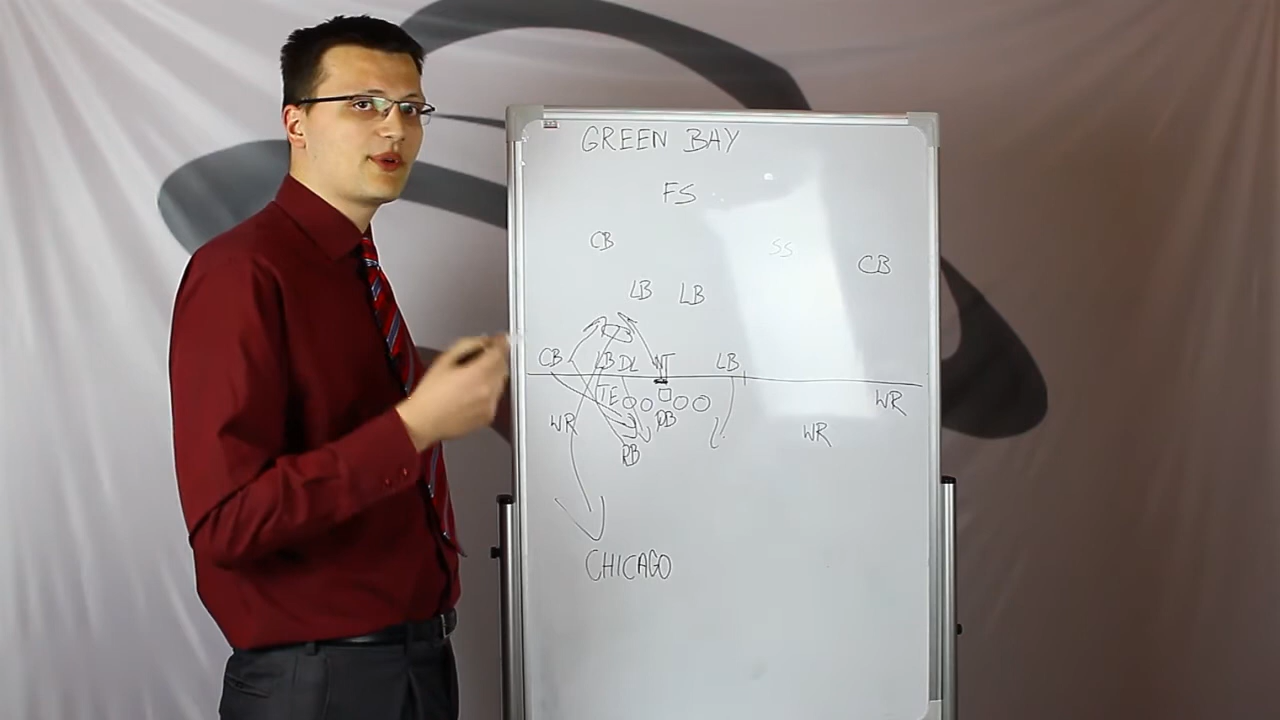 GREEN BAY
FS
CB SS CB
LB LB
CB LB DL NT LB
TE WR
WR QB WR
RB
CHICAGO